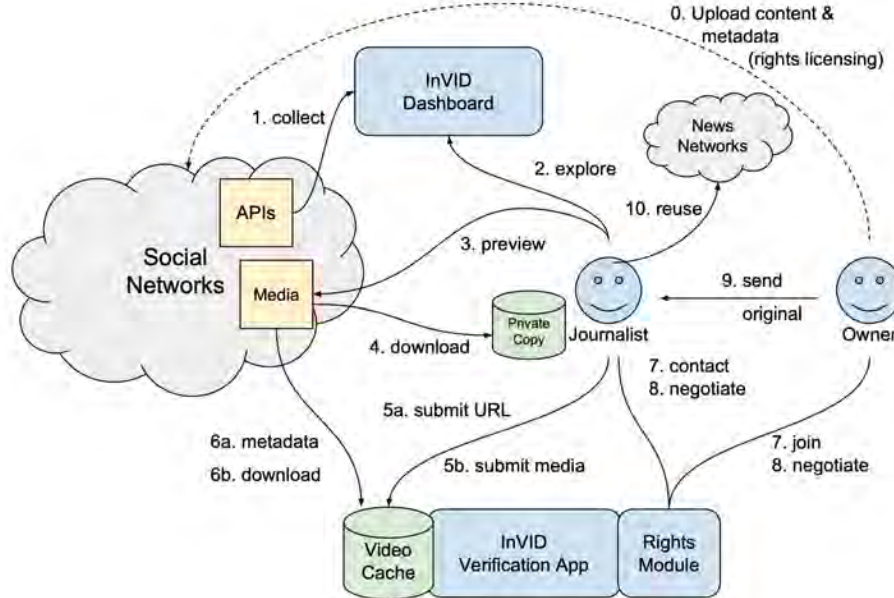 0. Upload content &
metadata
(rights licensing)
InVID
Dashboard
1. collect
News
Networks
2. explore
APIs
10. reuse
Social
Networks
3. preview
Media
9. send
original
Private
Copy
Journalist
Owner
4. download
7. contact
8. negotiate
5a. submit URL
6a. metadata
6b. download
5b. submit media
7. join
8. negotiate
Video
Cache
InVID
Verification App
Rights
Module